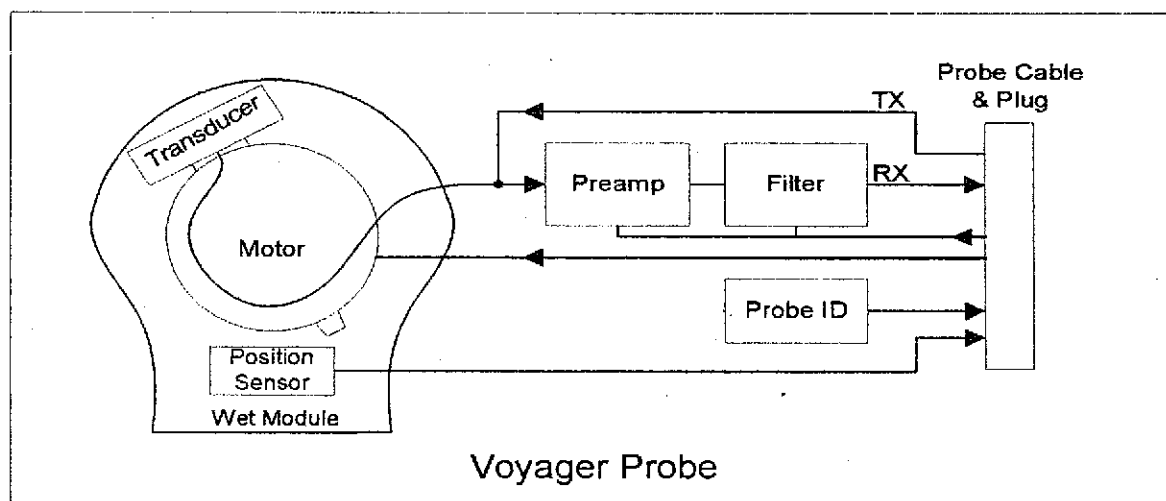 Probe Cable
& Plug
TX
Transducer
Preamp
Filter
RX
Motor
Probe ID
Position
Sensor
Wet Module
Voyager Probe